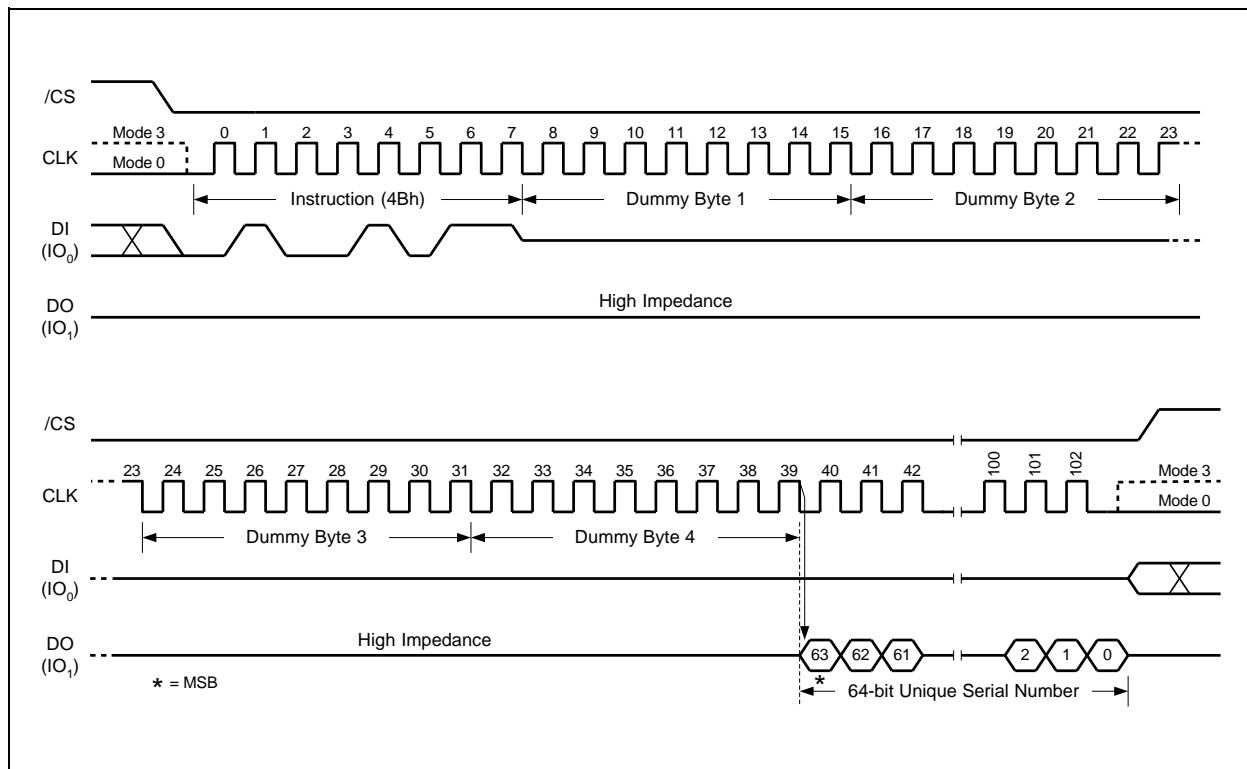 /CS
Mode 3 0 1 2 3 4 5 6 7 8 9 10 11 12 13 14 15 16 17 18 19 20 21 22 23
CLK
Mode 0
Instruction (4Bh) Dummy Byte 1 Dummy Byte 2
DI
(IO0)
High Impedance
DO
(IO1)
/CS
23 24 25 26 27 28 29 30 31 32 33 34 35 36 37 38 39 40 41 42 100 101 102 Mode 3
CLK
Mode 0
Dummy Byte 3 Dummy Byte 4
DI
(IO0)
High Impedance
DO
(IO1)
63 62 61 2 1 0
* = MSB
*
64-bit Unique Serial Number